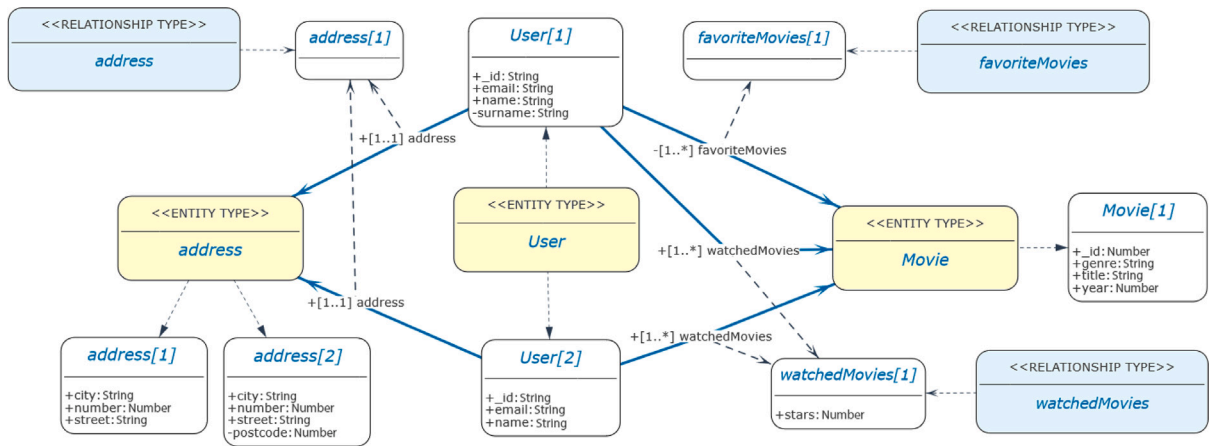 <<RELATIONSHIP TYPE>>
address
address[1]
User[1]
+_id: String
+email: String
+name: String
-surname: String
favoriteMovies[1]
<<RELATIONSHIP TYPE>>
favoriteMovies
+[1..1] address
-[1..*] favoriteMovies
<<ENTITY TYPE>>
address
<<ENTITY TYPE>>
User
<<ENTITY TYPE>>
Movie
Movie[1]
+_id: Number
+genre: String
+title: String
+year: Number
+[1..*] watchedMovies
+[1..1] address
+[1..*] watchedMovies
address[1]
+city: String
+number: Number
+street: String
address[2]
+city: String
+number: Number
+street: String
-postcode: Number
User[2]
+_id: String
+email: String
+name: String
watchedMovies[1]
+stars: Number
<<RELATIONSHIP TYPE>>
watchedMovies